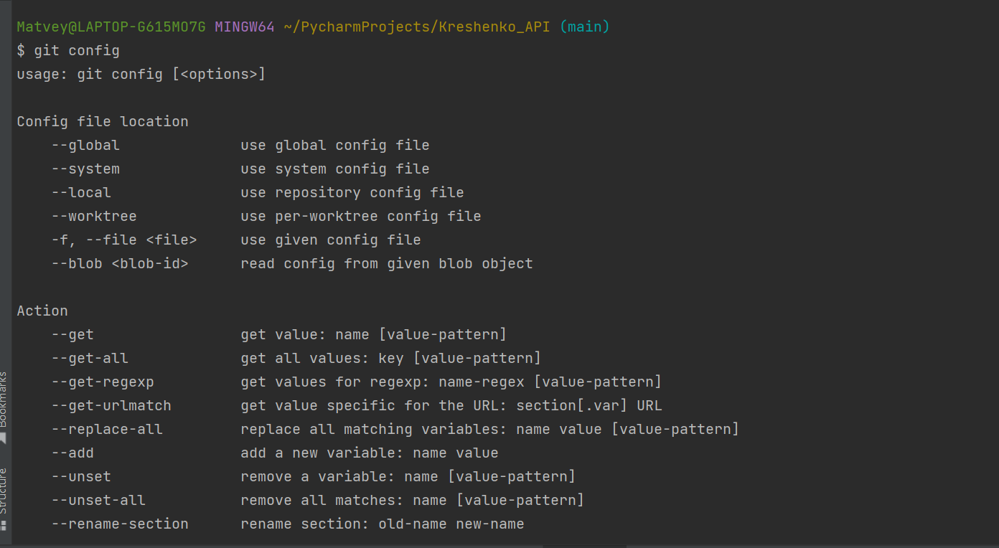 Matvey@LAPTOP-G615MO7G MINGW64 ~/PycharmProjects/Kreshenko_API (main)
$ git config
usage: git config [<options>]
Config file location
--global use global config file
--system use system config file
--local use repository config file
--worktree use per-worktree config file
-f, --file <file> use given config file
--blob <blob-id> read config from given blob object
Action
--get get value: name [value-pattern]
--get-all get all values: key [value-pattern]
--get-regexp get values for regexp: name-regex [value-pattern]
--get-urlmatch get value specific for the URL: section[.var] URL
--replace-all replace all matching variables: name value [value-pattern]
--add add a new variable: name value
--unset remove a variable: name [value-pattern]
--unset-all remove all matches: name [value-pattern]
--rename-section rename section: old-name new-name
Bookmarks
Structure